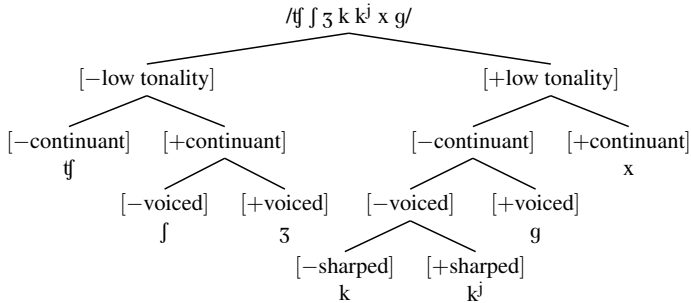 /ʧ ʃ ʒ k kʲ x ɡ/
[−low tonality] [+low tonality]
[−continuant] [+continuant] [−continuant] [+continuant]
ʧ x
[−voiced] [+voiced] [−voiced] [+voiced]
ʃ ʒ ɡ
[−sharped] [+sharped]
k kʲ